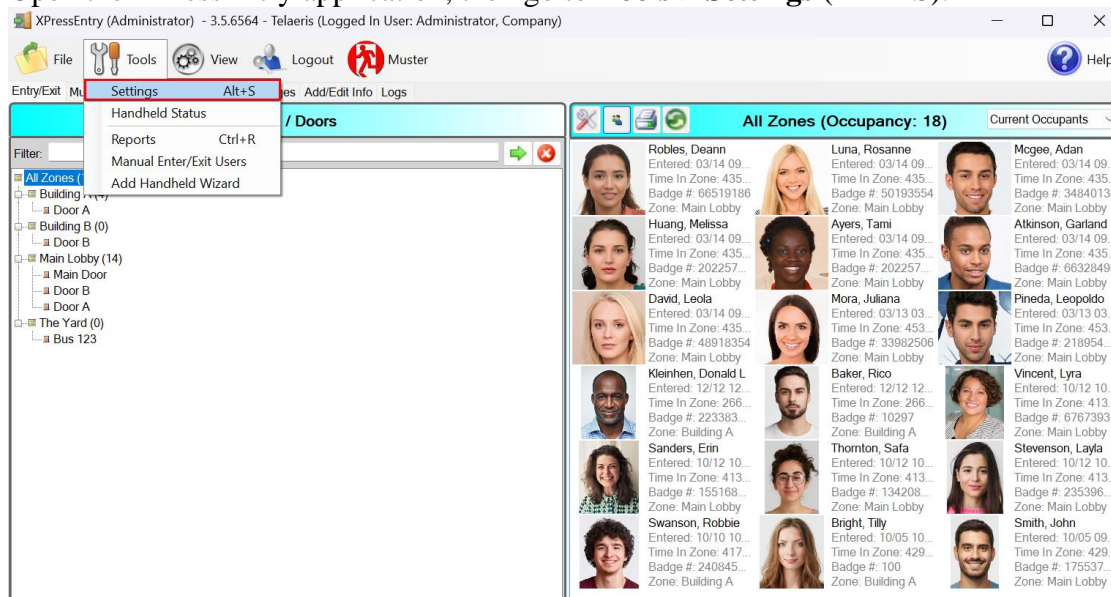 XPressEntry (Administrator) - 3.5.6564 - Telaeris (Logged In User: Administrator, Company)
File Tools View Logout Muster Help
Entry/Exit Add/Edit Info Logs
Settings Alt+S
Handheld Status
Reports Ctrl+R
Manual Enter/Exit Users
Add Handheld Wizard
/ Doors
Filter:
All Zones
Building A (4)
Door A
Building B (0)
Door B
Main Lobby (14)
Main Door
Door B
Door A
The Yard (0)
Bus 123
All Zones (Occupancy: 18) Current Occupants
Robles, Deann
Entered: 03/14 09...
Time In Zone: 435...
Badge #: 66519186
Zone: Main Lobby
Luna, Rosanne
Entered: 03/14 09...
Time In Zone: 435...
Badge #: 50193554
Zone: Main Lobby
Mcgee, Adan
Entered: 03/14 09.
Time In Zone: 435.
Badge #: 3484013
Zone: Main Lobby
Huang, Melissa
Entered: 03/14 09...
Time In Zone: 435...
Badge #: 202257...
Zone: Main Lobby
Ayers, Tami
Entered: 03/14 09...
Time In Zone: 435...
Badge #: 202257...
Zone: Main Lobby
Atkinson, Garland
Entered: 03/14 09.
Time In Zone: 435.
Badge #: 6632849
Zone: Main Lobby
David, Leola
Entered: 03/14 09...
Time In Zone: 435...
Badge #: 48918354
Zone: Main Lobby
Mora, Juliana
Entered: 03/13 03...
Time In Zone: 453...
Badge #: 33982506
Zone: Main Lobby
Pineda, Leopoldo
Entered: 03/13 03.
Time In Zone: 453.
Badge #: 218954...
Zone: Main Lobby
Kleinhen, Donald L
Entered: 12/12 12...
Time In Zone: 266...
Badge #: 223383...
Zone: Building A
Baker, Rico
Entered: 12/12 12...
Time In Zone: 266...
Badge #: 10297
Zone: Building A
Vincent, Lyra
Entered: 10/12 10.
Time In Zone: 413.
Badge #: 6767393
Zone: Main Lobby
Sanders, Erin
Entered: 10/12 10...
Time In Zone: 413...
Badge #: 155168...
Zone: Main Lobby
Thornton, Safa
Entered: 10/12 10...
Time In Zone: 413...
Badge #: 134208...
Zone: Main Lobby
Stevenson, Layla
Entered: 10/12 10.
Time In Zone: 413.
Badge #: 235396...
Zone: Main Lobby
Swanson, Robbie
Entered: 10/10 10...
Time In Zone: 417...
Badge #: 240845...
Zone: Building A
Bright, Tilly
Entered: 10/05 10...
Time In Zone: 429...
Badge #: 100
Zone: Building A
Smith, John
Entered: 10/05 09.
Time In Zone: 429.
Badge #: 175537...
Zone: Main Lobby